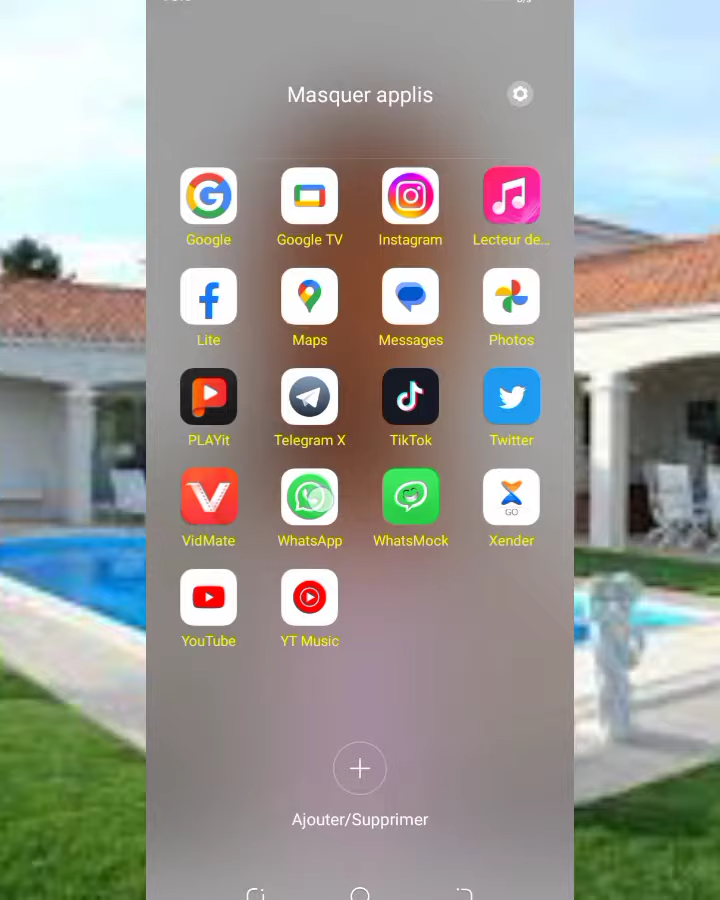 Masquer applis
Google
Google TV
Instagram
Lecteur de...
Lite
Maps
Messages
Photos
PLAYit
Telegram X
TikTok
Twitter
VidMate
WhatsApp
WhatsMock
GO
Xender
YouTube
YT Music
Ajouter/Supprimer